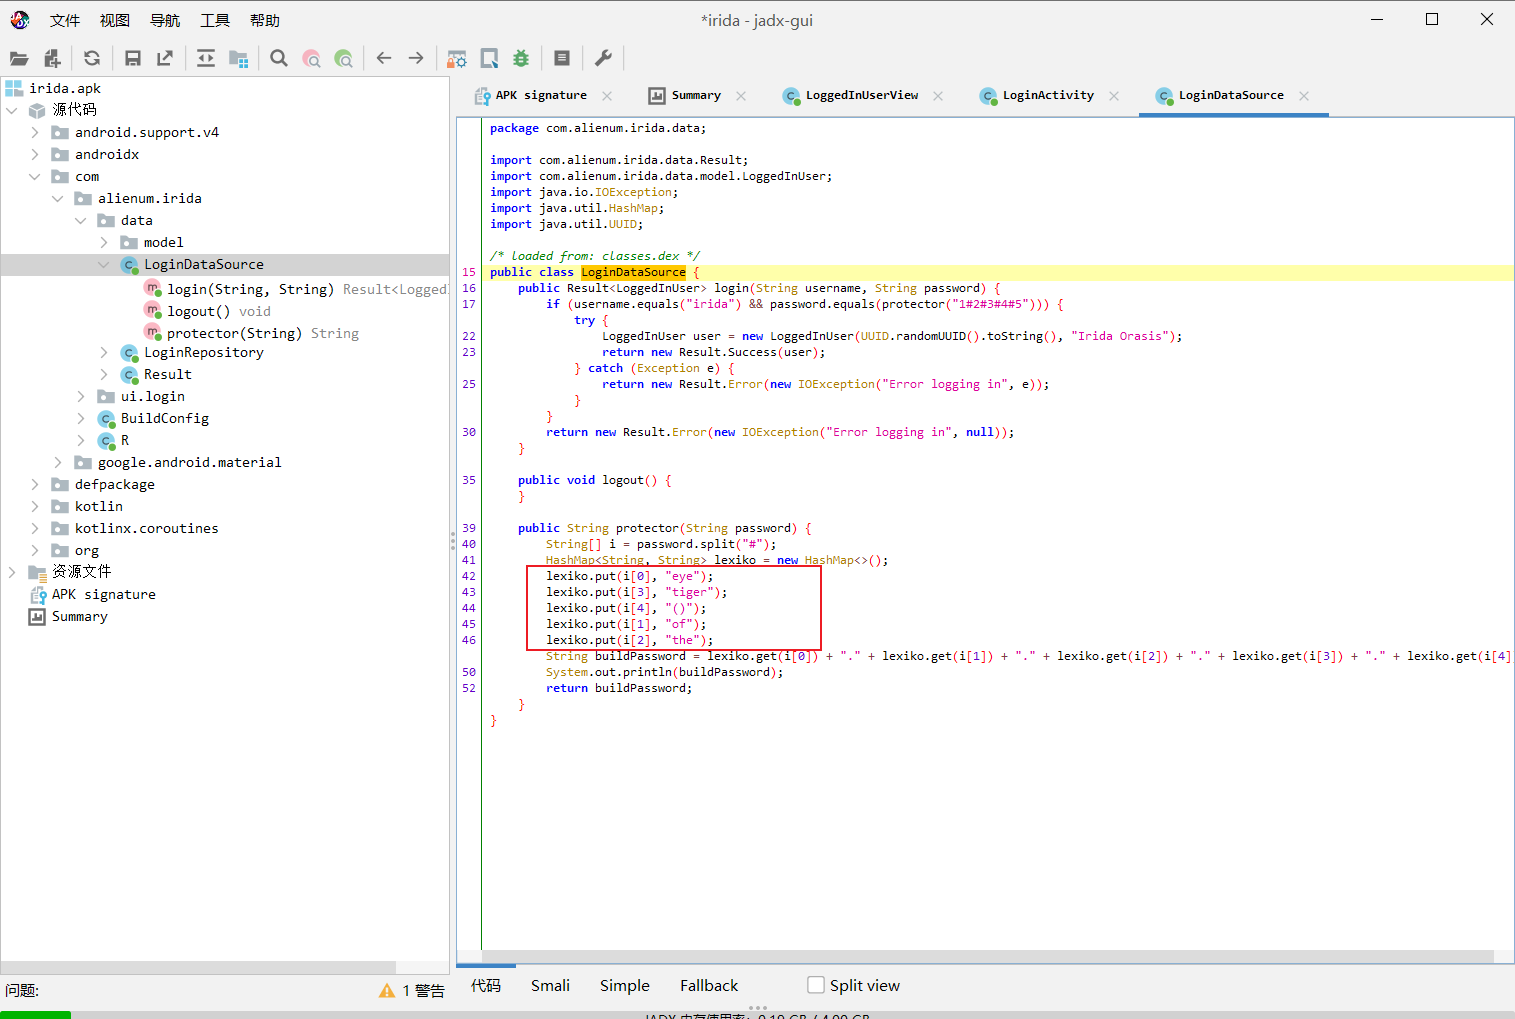 文件 视图 导航 工具 帮助
*irida - jadx-gui
irida.apk
源代码
android.support.v4
androidx
com
alienum.irida
data
model
LoginDataSource
login(String, String) Result<Logged
logout() void
protector(String) String
LoginRepository
Result
ui.login
BuildConfig
R
google.android.material
defpackage
kotlin
kotlinx.coroutines
org
资源文件
APK signature
Summary
问题:
1 警告
APK signature
Summary
LoggedInUserView
LoginActivity
LoginDataSource
package com.alienum.irida.data;
import com.alienum.irida.data.Result;
import com.alienum.irida.data.model.LoggedInUser;
import java.io.IOException;
import java.util.HashMap;
import java.util.UUID;
/* loaded from: classes.dex */
15 public class LoginDataSource {
16 public Result<LoggedInUser> login(String username, String password) {
17 if (username.equals("irida") && password.equals(protector("1#2#3#4#5"))) {
try {
22 LoggedInUser user = new LoggedInUser(UUID.randomUUID().toString(), "Irida Orasis");
23 return new Result.Success(user);
} catch (Exception e) {
25 return new Result.Error(new IOException("Error logging in", e));
}
}
30 return new Result.Error(new IOException("Error logging in", null));
}
35 public void logout() {
}
39 public String protector(String password) {
40 String[] i = password.split("#");
41 HashMap<String, String> lexiko = new HashMap<>();
42 lexiko.put(i[0], "eye");
43 lexiko.put(i[3], "tiger");
44 lexiko.put(i[4], "()");
45 lexiko.put(i[1], "of");
46 lexiko.put(i[2], "the");
String buildPassword = lexiko.get(i[0]) + "." + lexiko.get(i[1]) + "." + lexiko.get(i[2]) + "." + lexiko.get(i[3]) + "." + lexiko.get(i[4]
50 System.out.println(buildPassword);
52 return buildPassword;
}
}
代码 Smali Simple Fallback Split view
JADX 内存使用率: 0.19 GB / 4.00 GB